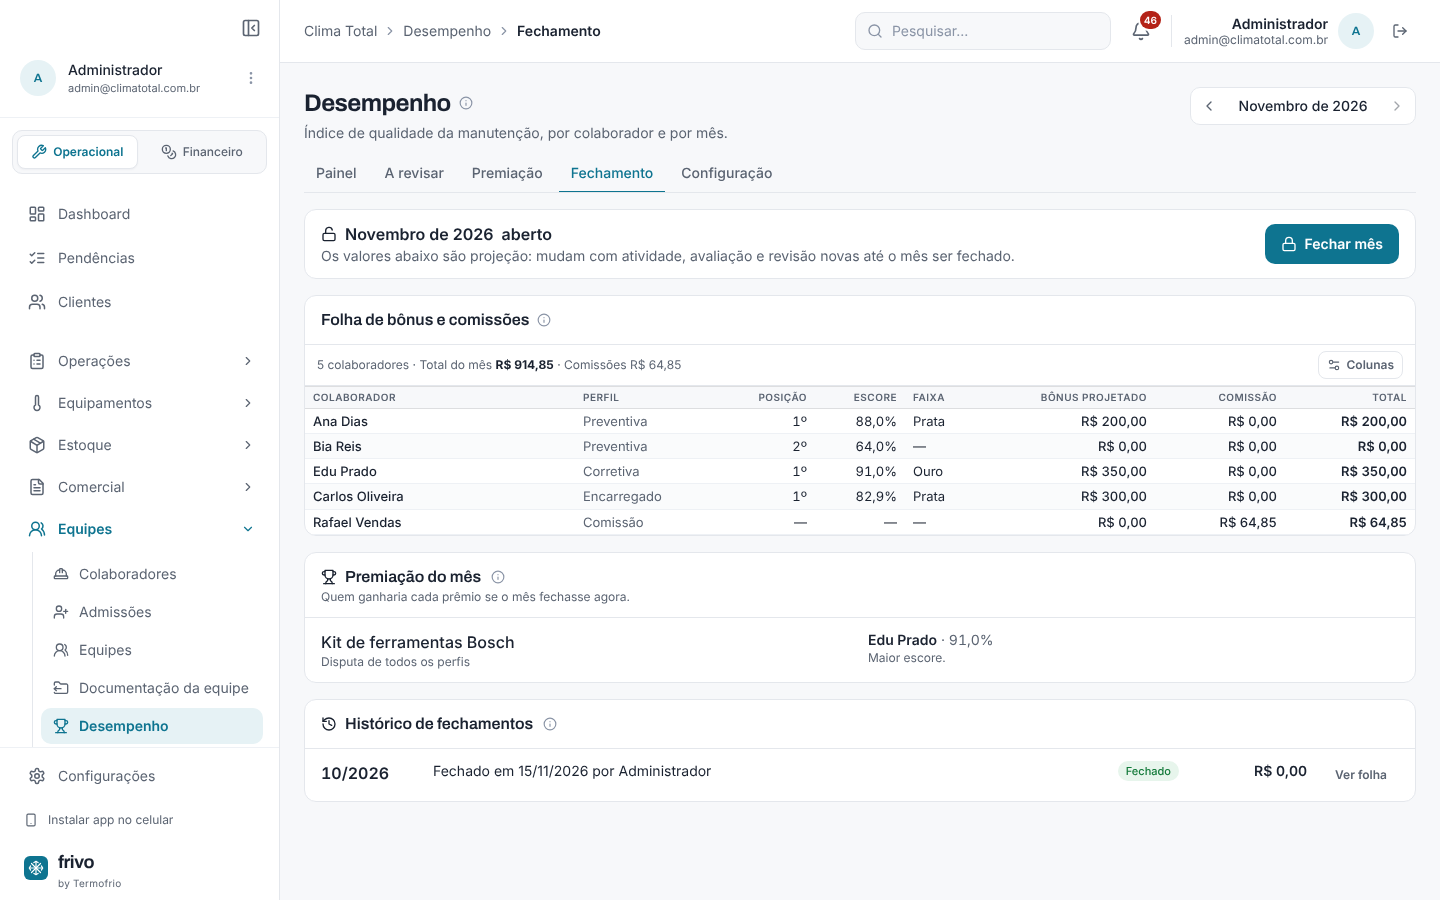 Administrador
admin@climatotal.com.br
Operacional
Financeiro
Dashboard
Pendências
Clientes
Operações
Equipamentos
Estoque
Comercial
Equipes
Colaboradores
Admissões
Equipes
Documentação da equipe
Desempenho
Configurações
Instalar app no celular
frivo
by Termofrio
Clima Total > Desempenho > Fechamento
Pesquisar...
46
Administrador
admin@climatotal.com.br
A
Desempenho
Índice de qualidade da manutenção, por colaborador e por mês.
Novembro de 2026
Painel
A revisar
Premiação
Fechamento
Configuração
Novembro de 2026 aberto
Os valores abaixo são projeção: mudam com atividade, avaliação e revisão novas até o mês ser fechado.
Fechar mês
Folha de bônus e comissões
5 colaboradores · Total do mês R$ 914,85 · Comissões R$ 64,85
Colunas
COLABORADOR PERFIL POSIÇÃO ESCORE FAIXA BÔNUS PROJETADO COMISSÃO TOTAL
Ana Dias Preventiva 1º 88,0% Prata R$ 200,00 R$ 0,00 R$ 200,00
Bia Reis Preventiva 2º 64,0% — R$ 0,00 R$ 0,00 R$ 0,00
Edu Prado Corretiva 1º 91,0% Ouro R$ 350,00 R$ 0,00 R$ 350,00
Carlos Oliveira Encarregado 1º 82,9% Prata R$ 300,00 R$ 0,00 R$ 300,00
Rafael Vendas Comissão — — — R$ 0,00 R$ 64,85 R$ 64,85
Premiação do mês
Quem ganharia cada prêmio se o mês fechasse agora.
Kit de ferramentas Bosch
Disputa de todos os perfis
Edu Prado · 91,0%
Maior escore.
Histórico de fechamentos
10/2026 Fechado em 15/11/2026 por Administrador Fechado R$ 0,00 Ver folha